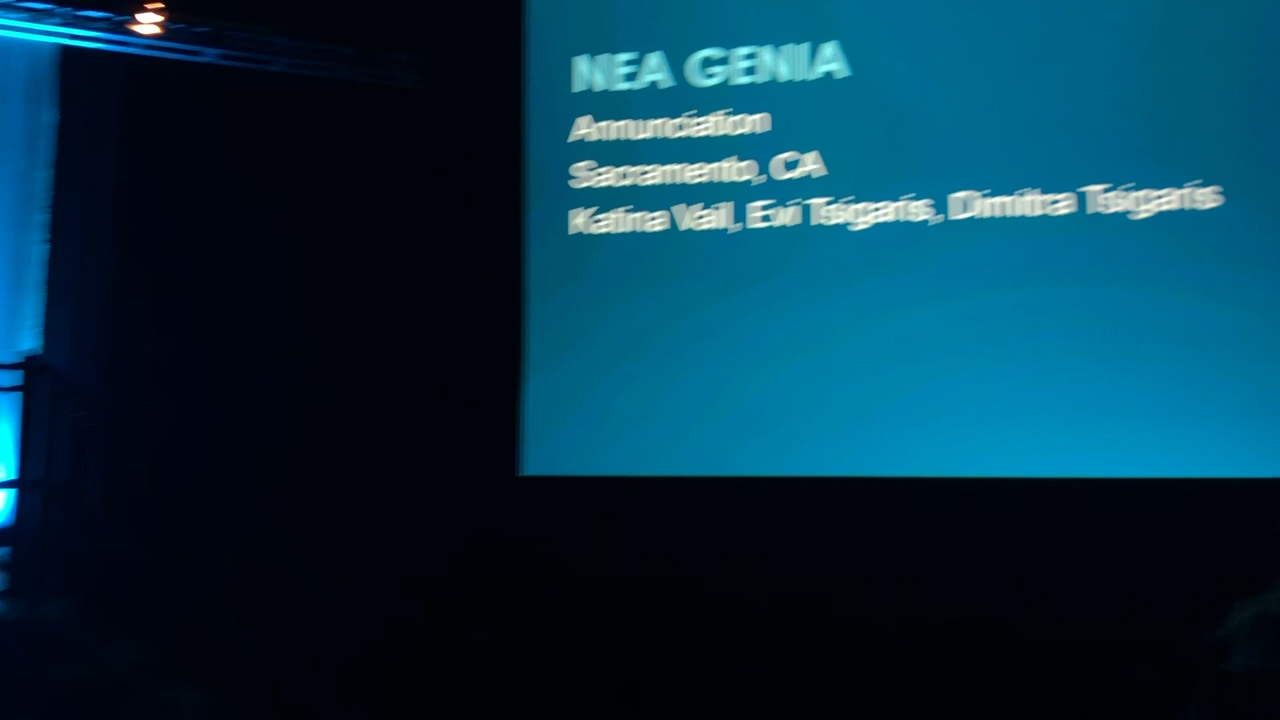 NEA GENIA
Annunciation
Sacramento, CA
Katina Vail, Evi Tsigaris, Dimitra Tsigaris